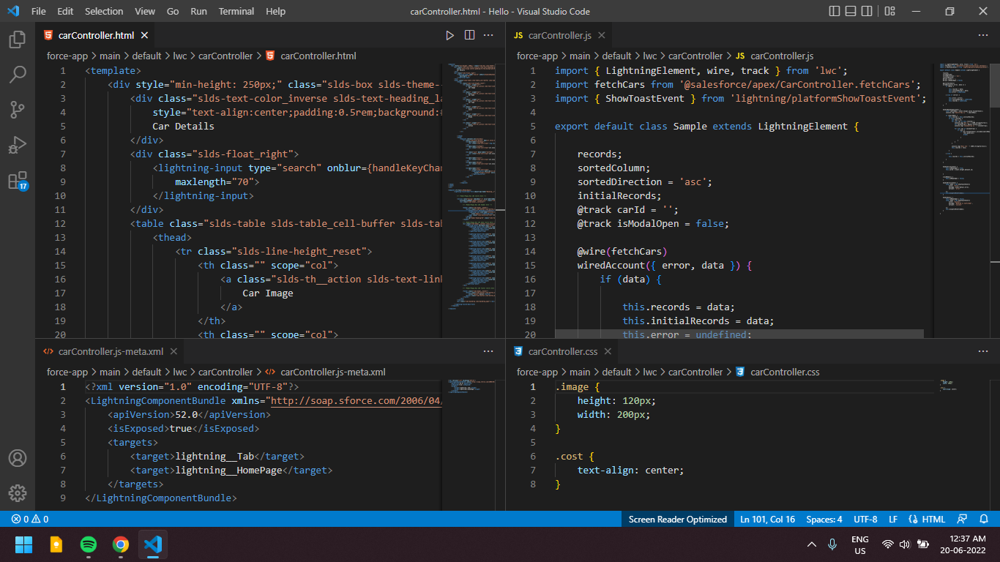 File Edit Selection View Go Run Terminal Help
carController.html - Hello - Visual Studio Code
carController.html
force-app > main > default > lwc > carController > carController.html
1 <template>
2 <div style="min-height: 250px;" class="slds-box slds-theme-
3 <div class="slds-text-color_inverse slds-text-heading_la
4 style="text-align:center;padding:0.5rem;background:#
5 Car Details
6 </div>
7 <div class="slds-float_right">
8 <lightning-input type="search" onblur={handleKeyChan
9 maxlength="70">
10 </lightning-input>
11 </div>
12 <table class="slds-table slds-table_cell-buffer slds-tab
13 <thead>
14 <tr class="slds-line-height_reset">
15 <th class="" scope="col">
16 <a class="slds-th__action slds-text-link
17 Car Image
18 </a>
19 </th>
20 <th class="" scope="col">
JS carController.js
force-app > main > default > lwc > carController > JS carController.js
1 import { LightningElement, wire, track } from 'lwc';
2 import fetchCars from '@salesforce/apex/CarController.fetchCars';
3 import { ShowToastEvent } from 'lightning/platformShowToastEvent';
4
5 export default class Sample extends LightningElement {
6
7 records;
8 sortedColumn;
9 sortedDirection = 'asc';
10 initialRecords;
11 @track carId = '';
12 @track isModalOpen = false;
13
14 @wire(fetchCars)
15 wiredAccount({ error, data }) {
16 if (data) {
17
18 this.records = data;
19 this.initialRecords = data;
20 this.error = undefined;
carController.js-meta.xml
force-app > main > default > lwc > carController > carController.js-meta.xml
1 <?xml version="1.0" encoding="UTF-8"?>
2 <LightningComponentBundle xmlns="http://soap.sforce.com/2006/04/
3 <apiVersion>52.0</apiVersion>
4 <isExposed>true</isExposed>
5 <targets>
6 <target>lightning__Tab</target>
7 <target>lightning__HomePage</target>
8 </targets>
9 </LightningComponentBundle>
carController.css
force-app > main > default > lwc > carController > carController.css
1 .image {
2 height: 120px;
3 width: 200px;
4 }
5
6 .cost {
7 text-align: center;
8 }
17
0 0
Screen Reader Optimized Ln 101, Col 16 Spaces: 4 UTF-8 LF HTML
ENG
US
12:37 AM
20-06-2022